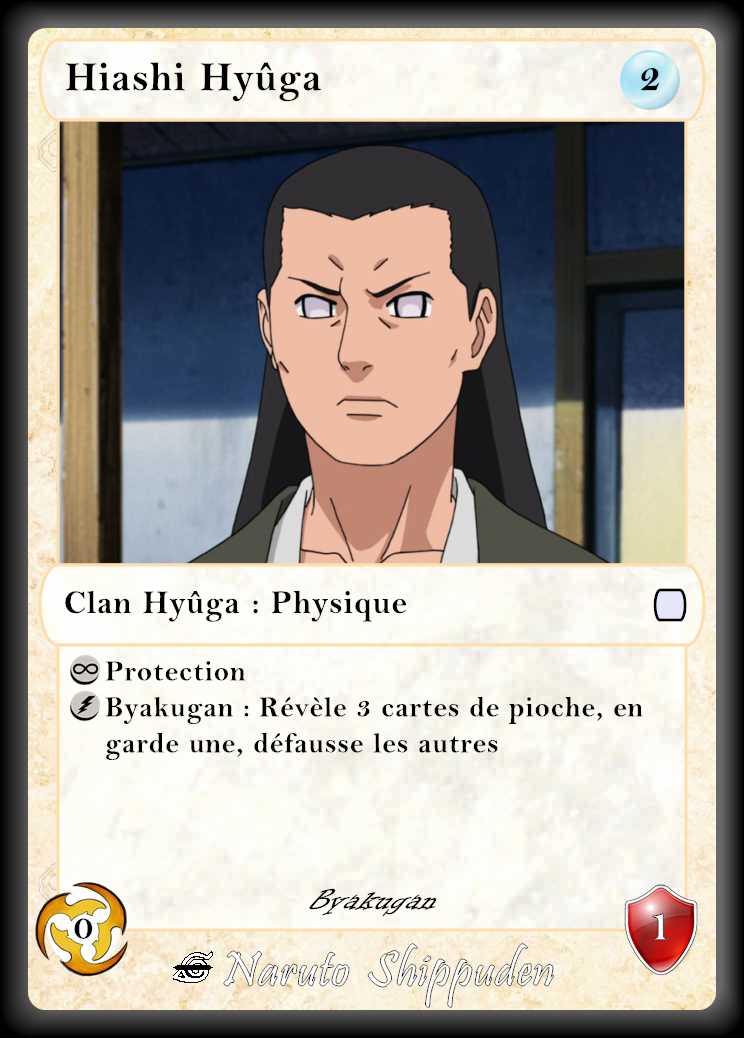 Hiashi Hyûga
2
Clan Hyûga : Physique
Protection
Byakugan : Révèle 3 cartes de pioche, en
garde une, défausse les autres
Byakugan
0
1
Naruto Shippuden